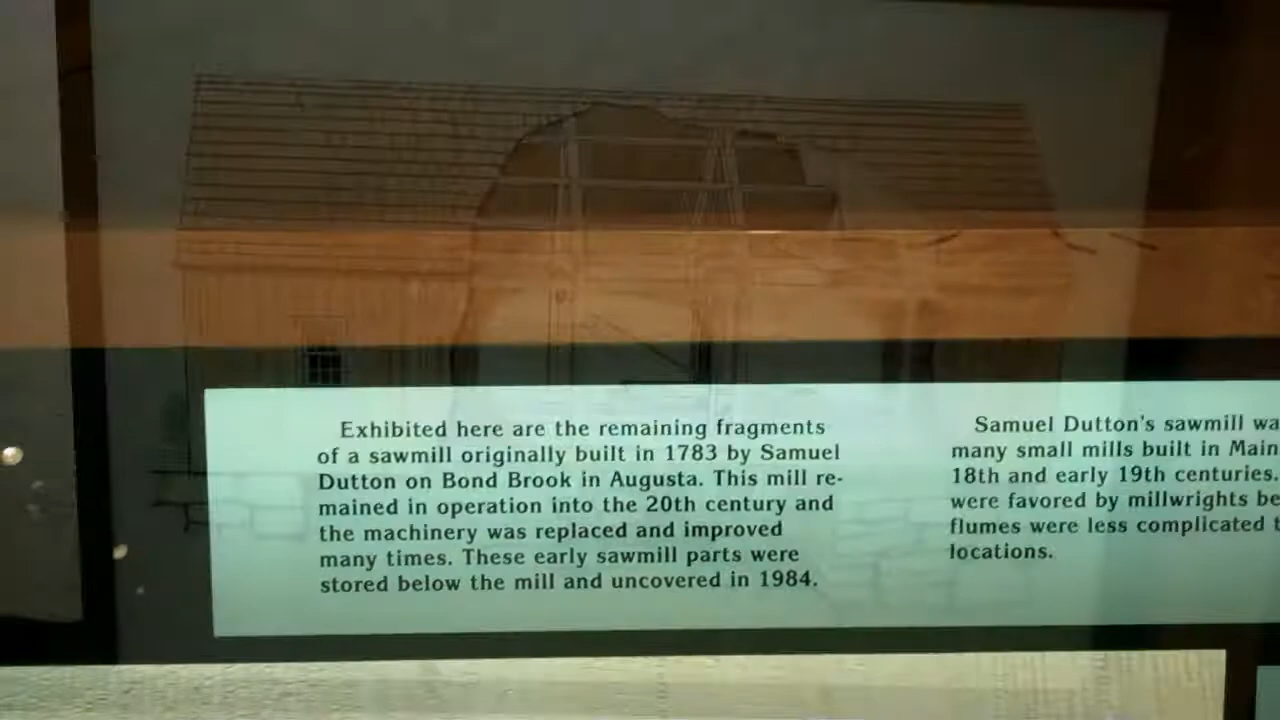 Exhibited here are the remaining fragments
of a sawmill originally built in 1783 by Samuel
Dutton on Bond Brook in Augusta. This mill re-
mained in operation into the 20th century and
the machinery was replaced and improved
many times. These early sawmill parts were
stored below the mill and uncovered in 1984.
Samuel Dutton's sawmill
many small mills built in
18th and early 19th centuries.
were favored by millwrights
flumes were less complicated
locations.